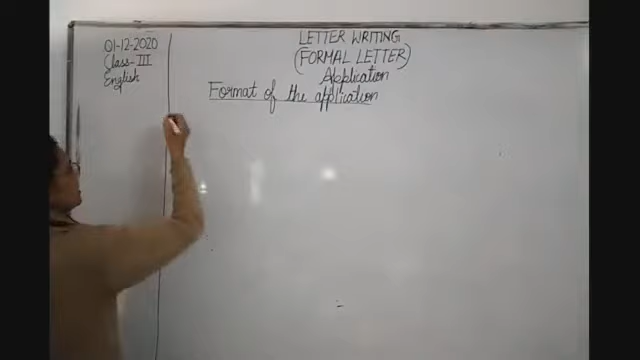 01-12-2020
Class-III
English
LETTER WRITING
(FORMAL LETTER)
Application
Format of the application